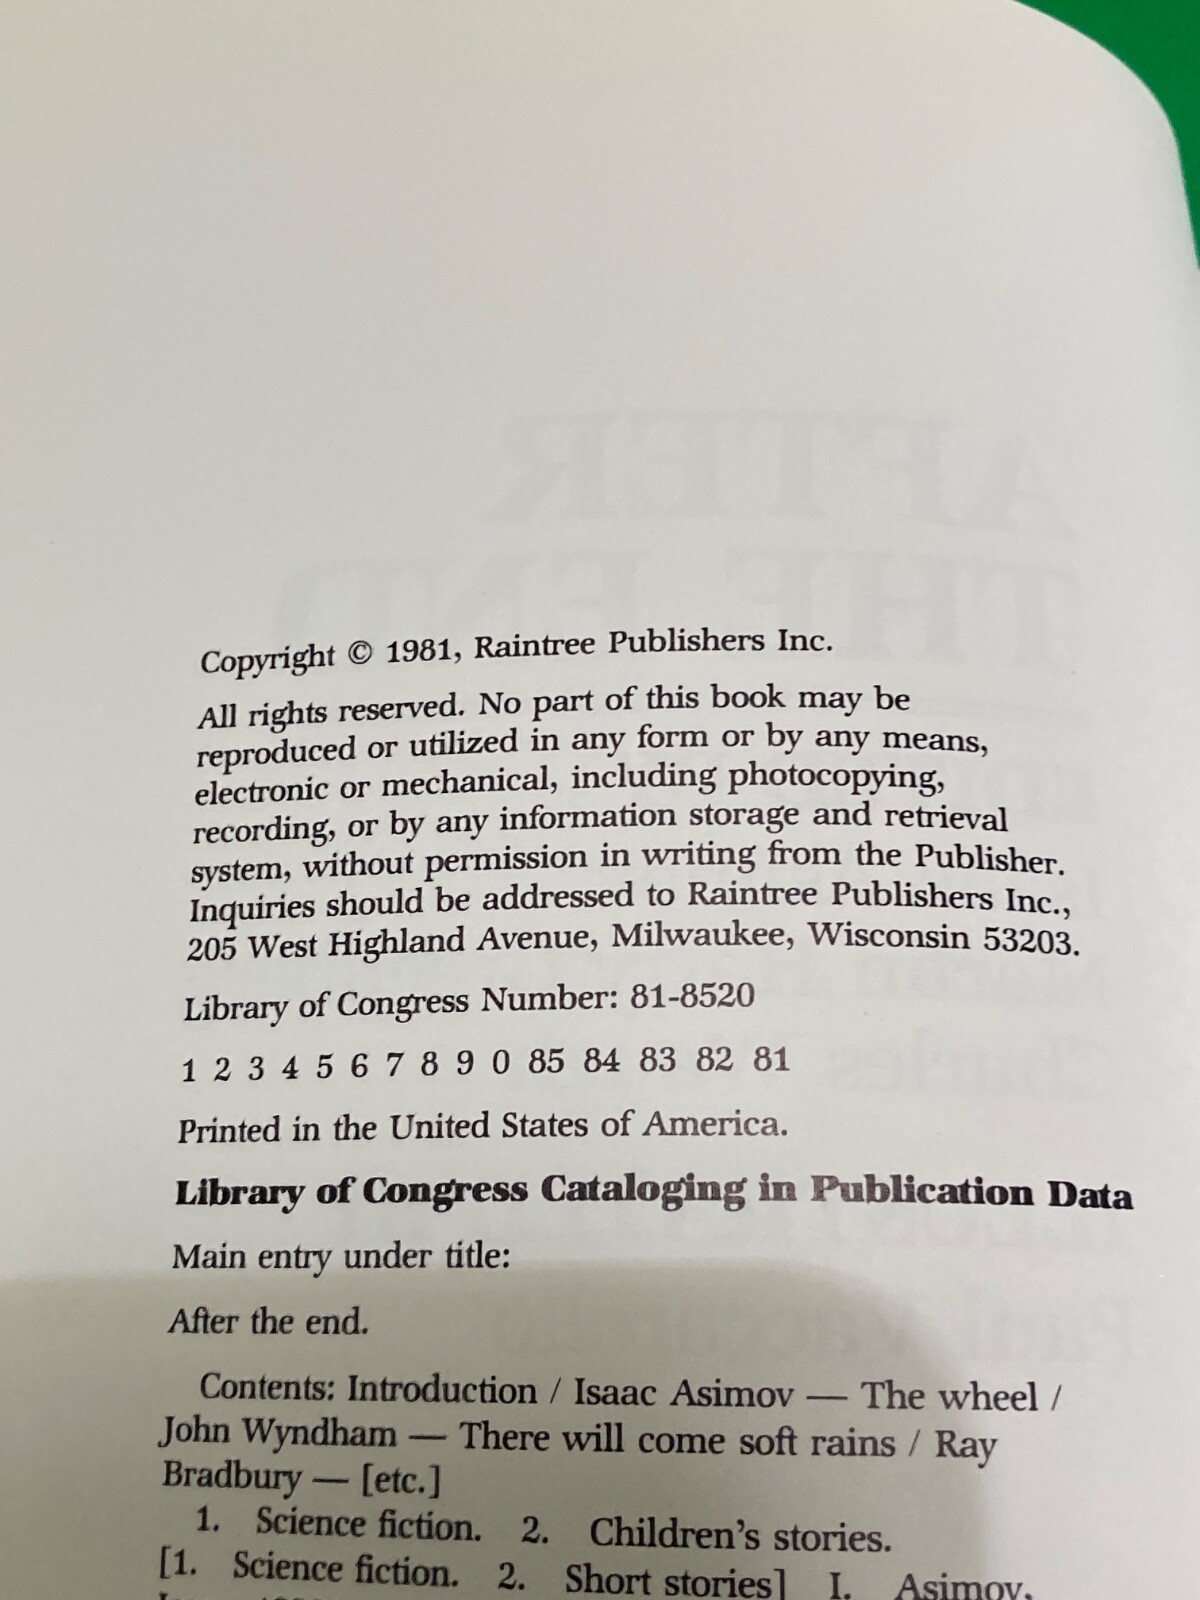 Copyright © 1981, Raintree Publishers Inc.
All rights reserved. No part of this book may be
reproduced or utilized in any form or by any means,
electronic or mechanical, including photocopying,
recording, or by any information storage and retrieval
system, without permission in writing from the Publisher.
Inquiries should be addressed to Raintree Publishers Inc.,
205 West Highland Avenue, Milwaukee, Wisconsin 53203.
Library of Congress Number: 81-8520
1 2 3 4 5 6 7 8 9 0 85 84 83 82 81
Printed in the United States of America.
Library of Congress Cataloging in Publication Data
Main entry under title:
After the end.
Contents: Introduction / Isaac Asimov — The wheel /
John Wyndham — There will come soft rains / Ray
Bradbury — [etc.]
1. Science fiction. 2. Children's stories.
[1. Science fiction. 2. Short stories] I. Asimov,